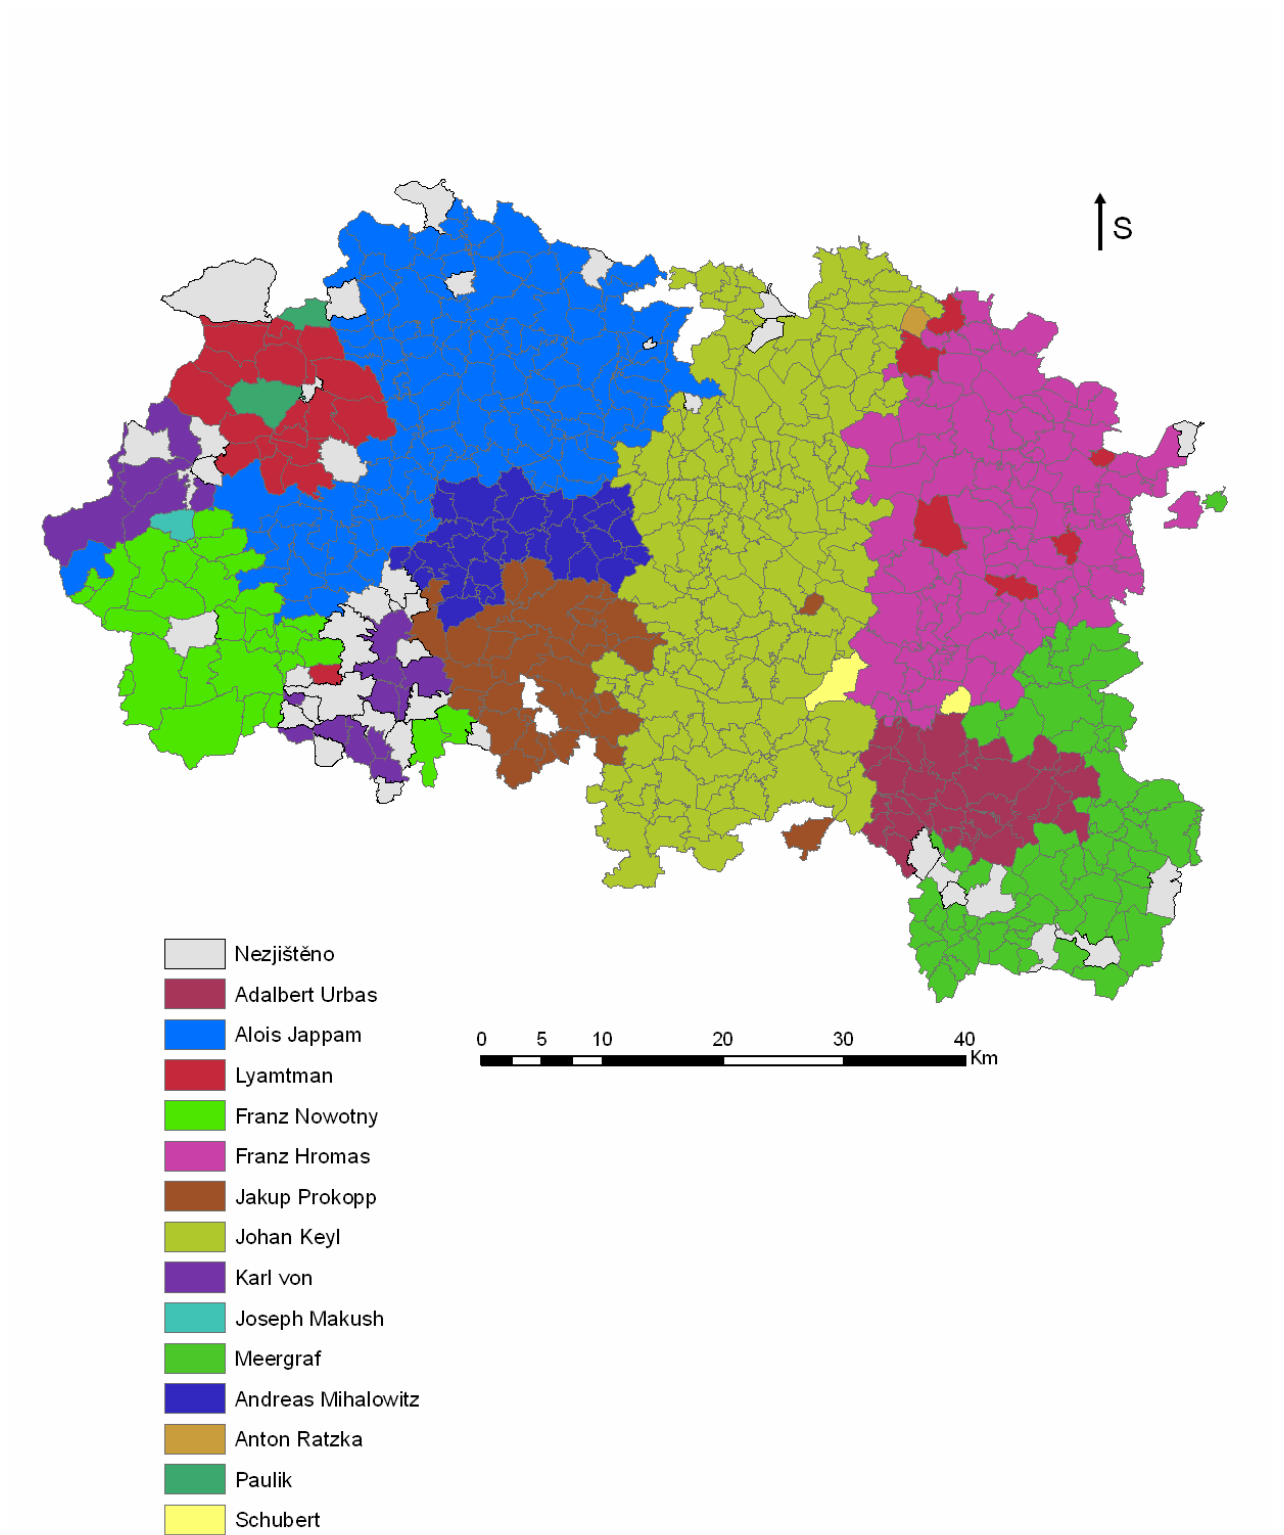 S
Nezjištěno
Adalbert Urbas
Alois Jappam
Lyamtman
Franz Nowotny
Franz Hromas
Jakup Prokopp
Johan Keyl
Karl von
Joseph Makush
Meergraf
Andreas Mihalowitz
Anton Ratzka
Paulik
Schubert
0 5 10 20 30 40
Km